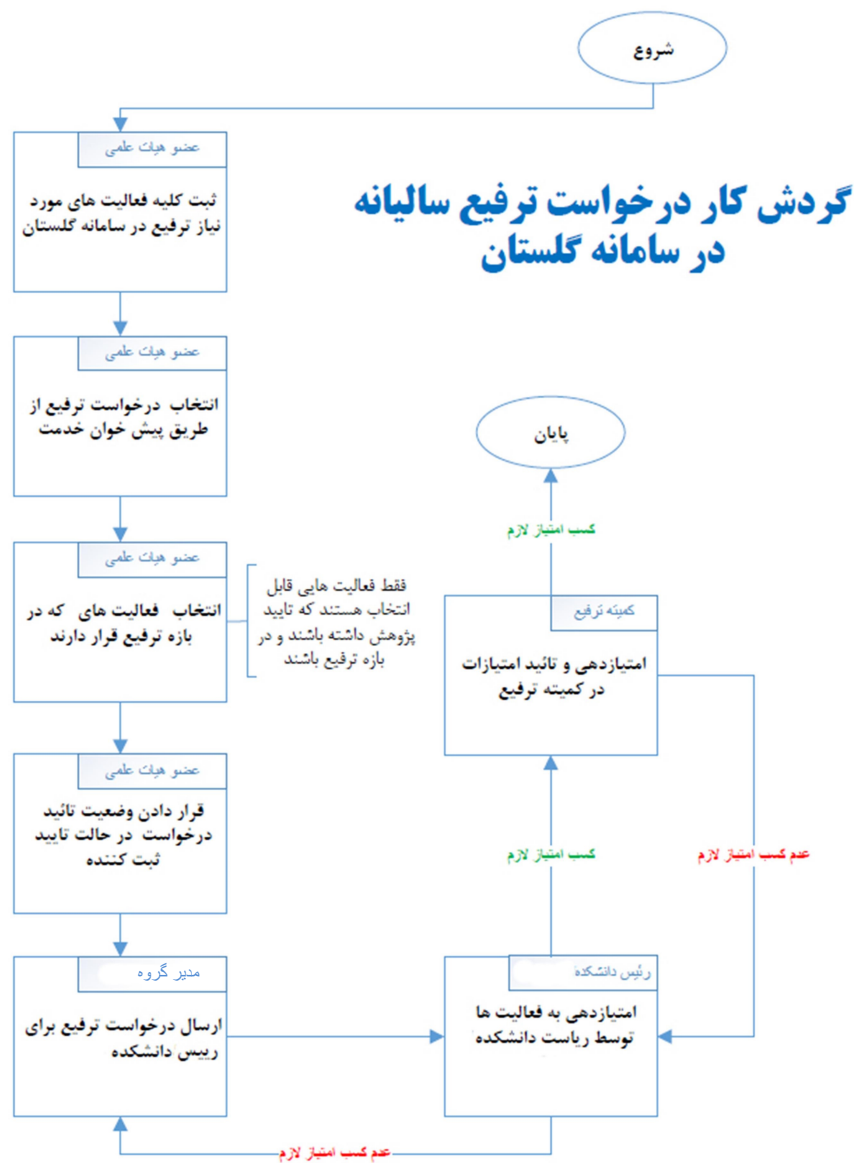 شروع
گردش کار درخواست ترفیع سالیانه
در سامانه گلستان
عضو هیات علمی
ثبت کلیه فعالیت های مورد
نیاز ترفیع در سامانه گلستان
عضو هیات علمی
انتخاب درخواست ترفیع از
طریق پیش خوان خدمت
عضو هیات علمی
انتخاب فعالیت های که در
بازه ترفیع قرار دارند
فقط فعالیت هایی قابل
انتخاب هستند که تایید
پژوهش داشته باشند و در
بازه ترفیع باشند
عضو هیات علمی
قرار دادن وضعیت تائید
درخواست در حالت تایید
ثبت کننده
مدیر گروه
ارسال درخواست ترفیع برای
رییس دانشکده
عدم کسب امتیاز لازم
رئیس دانشکده
امتیازدهی به فعالیت ها
توسط ریاست دانشکده
کسب امتیاز لازم
عدم کسب امتیاز لازم
کمیته ترفیع
امتیازدهی و تائید امتیازات
در کمیته ترفیع
کسب امتیاز لازم
پایان